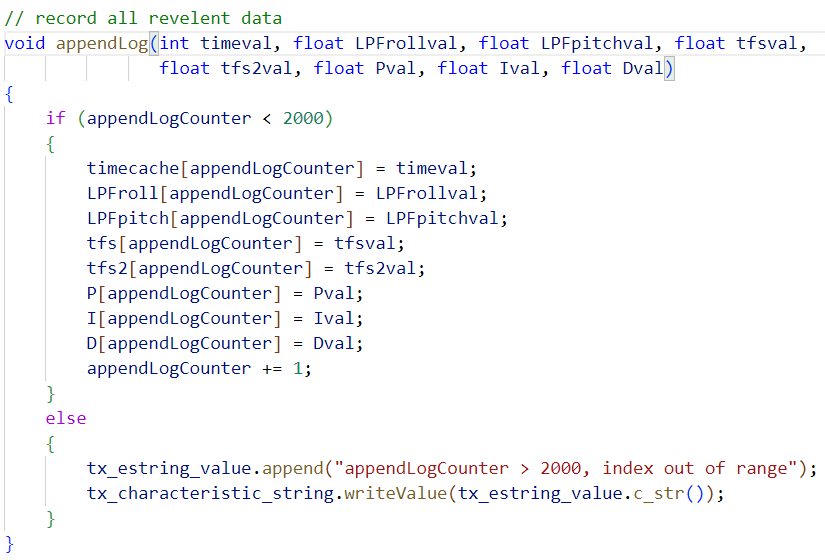 // record all revelent data
void appendLog(int timeval, float LPFrollval, float LPFpitchval, float tfsval,
               float tfs2val, float Pval, float Ival, float Dval)
{
    if (appendLogCounter < 2000)
    {
        timecache[appendLogCounter] = timeval;
        LPFroll[appendLogCounter] = LPFrollval;
        LPFpitch[appendLogCounter] = LPFpitchval;
        tfs[appendLogCounter] = tfsval;
        tfs2[appendLogCounter] = tfs2val;
        P[appendLogCounter] = Pval;
        I[appendLogCounter] = Ival;
        D[appendLogCounter] = Dval;
        appendLogCounter += 1;
    }
    else
    {
        tx_estring_value.append("appendLogCounter > 2000, index out of range");
        tx_characteristic_string.writeValue(tx_estring_value.c_str());
    }
}